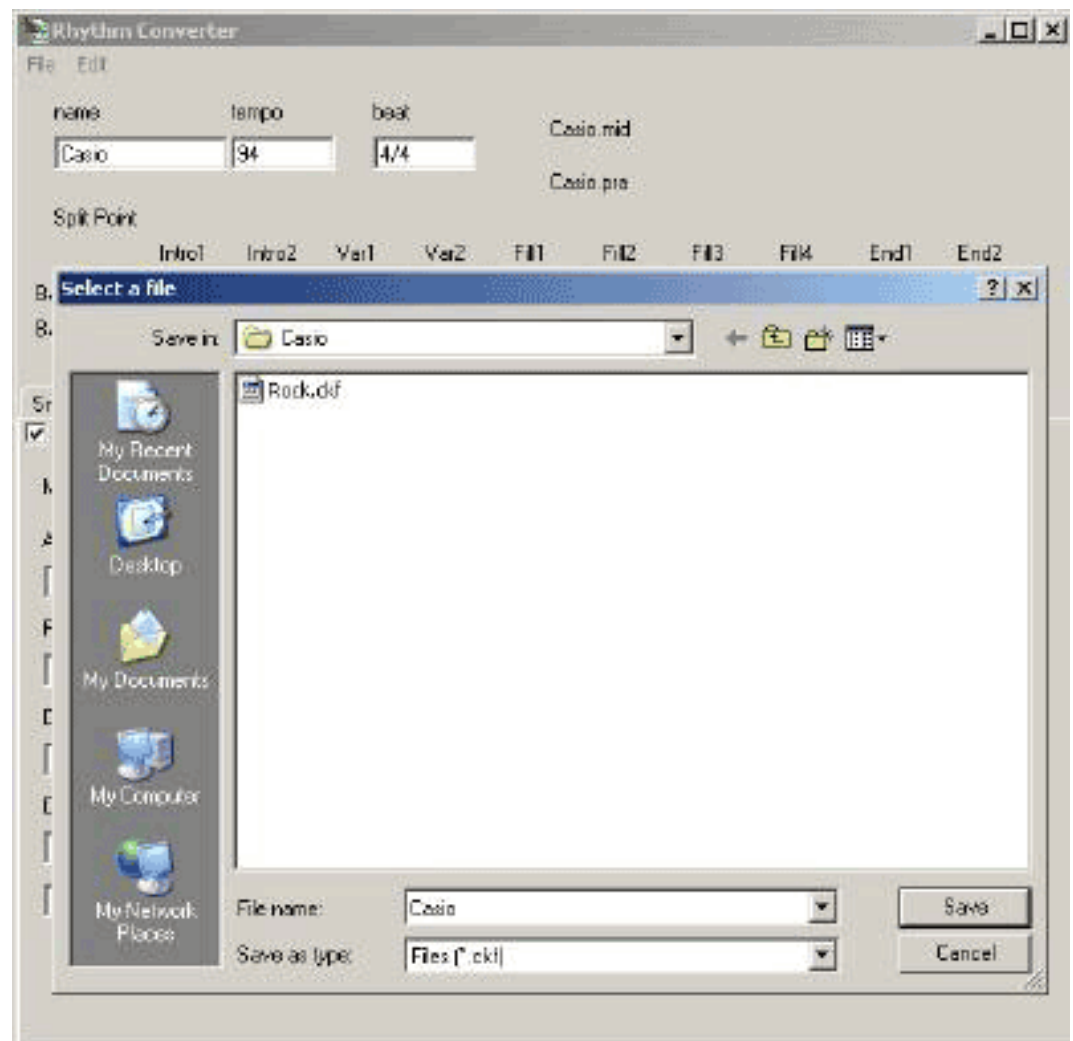 Rhythm Converter
File Edit
name tempo beat
Casio 94 4/4
Casio.mid
Casio.pra
Split Point
Intro1 Intro2 Var1 Var2 Fill1 Fill2 Fill3 Fill4 End1 End2
Select a file
Save in: Casio
Rock.ckf
My Recent
Documents
Desktop
My Documents
My Computer
My Network
Places
File name: Casio
Save
Save as type: Files (*.ckf)
Cancel